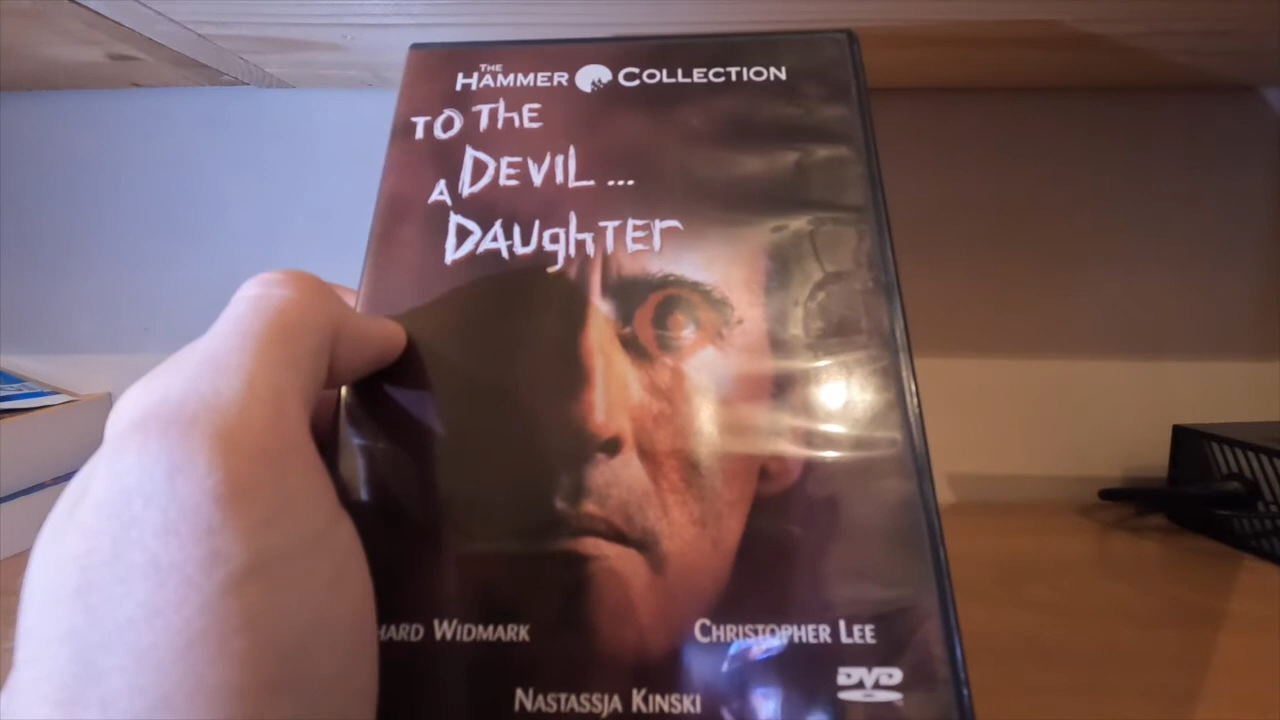 THE
HAMMER COLLECTION
TO THE
A DEVIL...
DAUGHTER
HARD WIDMARK
CHRISTOPHER LEE
DVD
NASTASSJA KINSKI